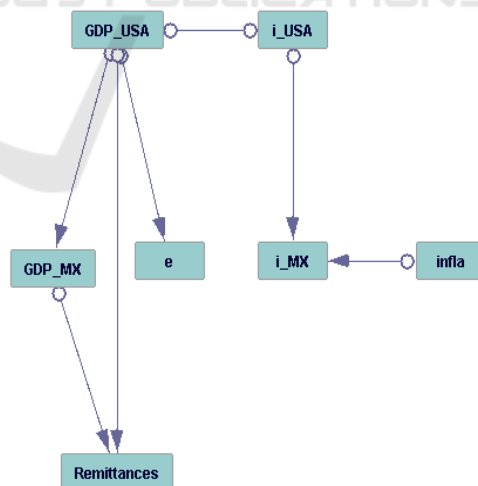 GDP_USA
i_USA
GDP_MX
e
i_MX
infla
Remittances